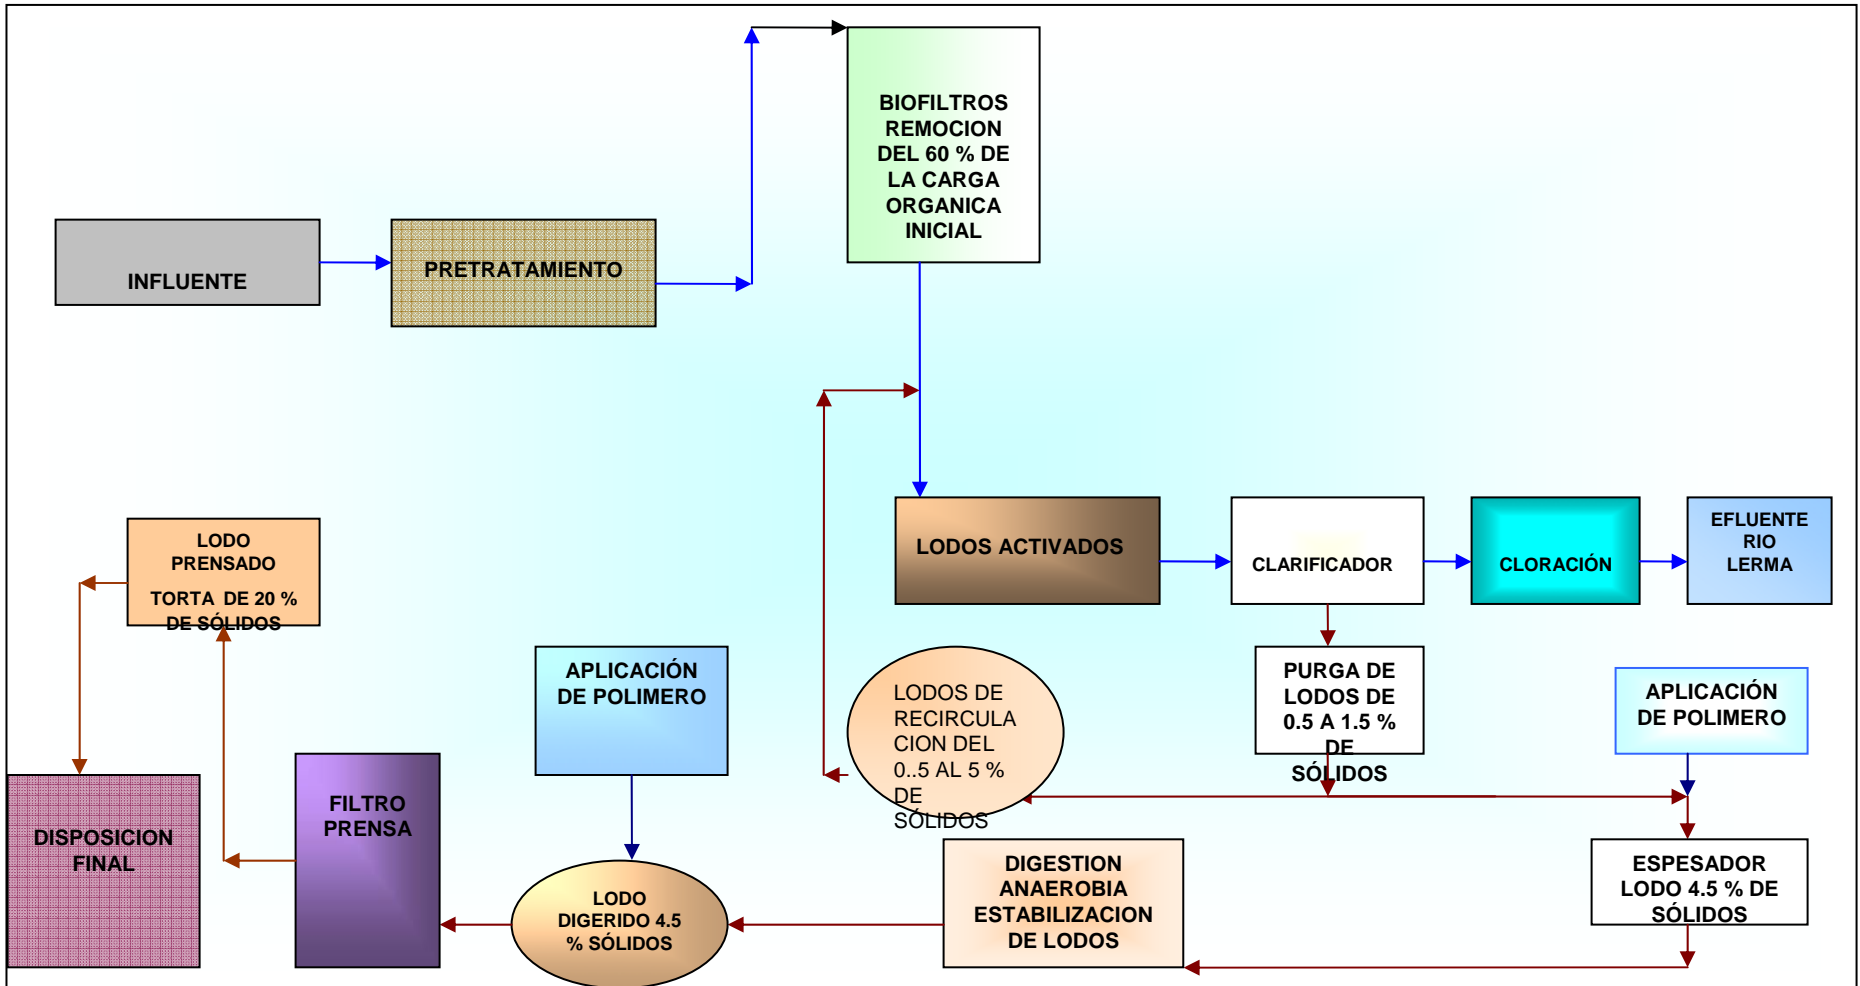 BIOFILTROS
REMOCION
DEL 60 % DE
LA CARGA
ORGANICA
INICIAL
INFLUENTE
PRETRATAMIENTO
LODOS ACTIVADOS
CLARIFICADOR
CLORACIÓN
EFLUENTE
RIO
LERMA
LODO
PRENSADO
TORTA DE 20 %
DE SÓLIDOS
APLICACIÓN
DE POLIMERO
LODOS DE
RECIRCULA
CION DEL
0..5 AL 5 %
DE
SÓLIDOS
PURGA DE
LODOS DE
0.5 A 1.5 %
DE
SÓLIDOS
APLICACIÓN
DE POLIMERO
DISPOSICION
FINAL
FILTRO
PRENSA
LODO
DIGERIDO 4.5
% SÓLIDOS
DIGESTION
ANAEROBIA
ESTABILIZACION
DE LODOS
ESPESADOR
LODO 4.5 % DE
SÓLIDOS